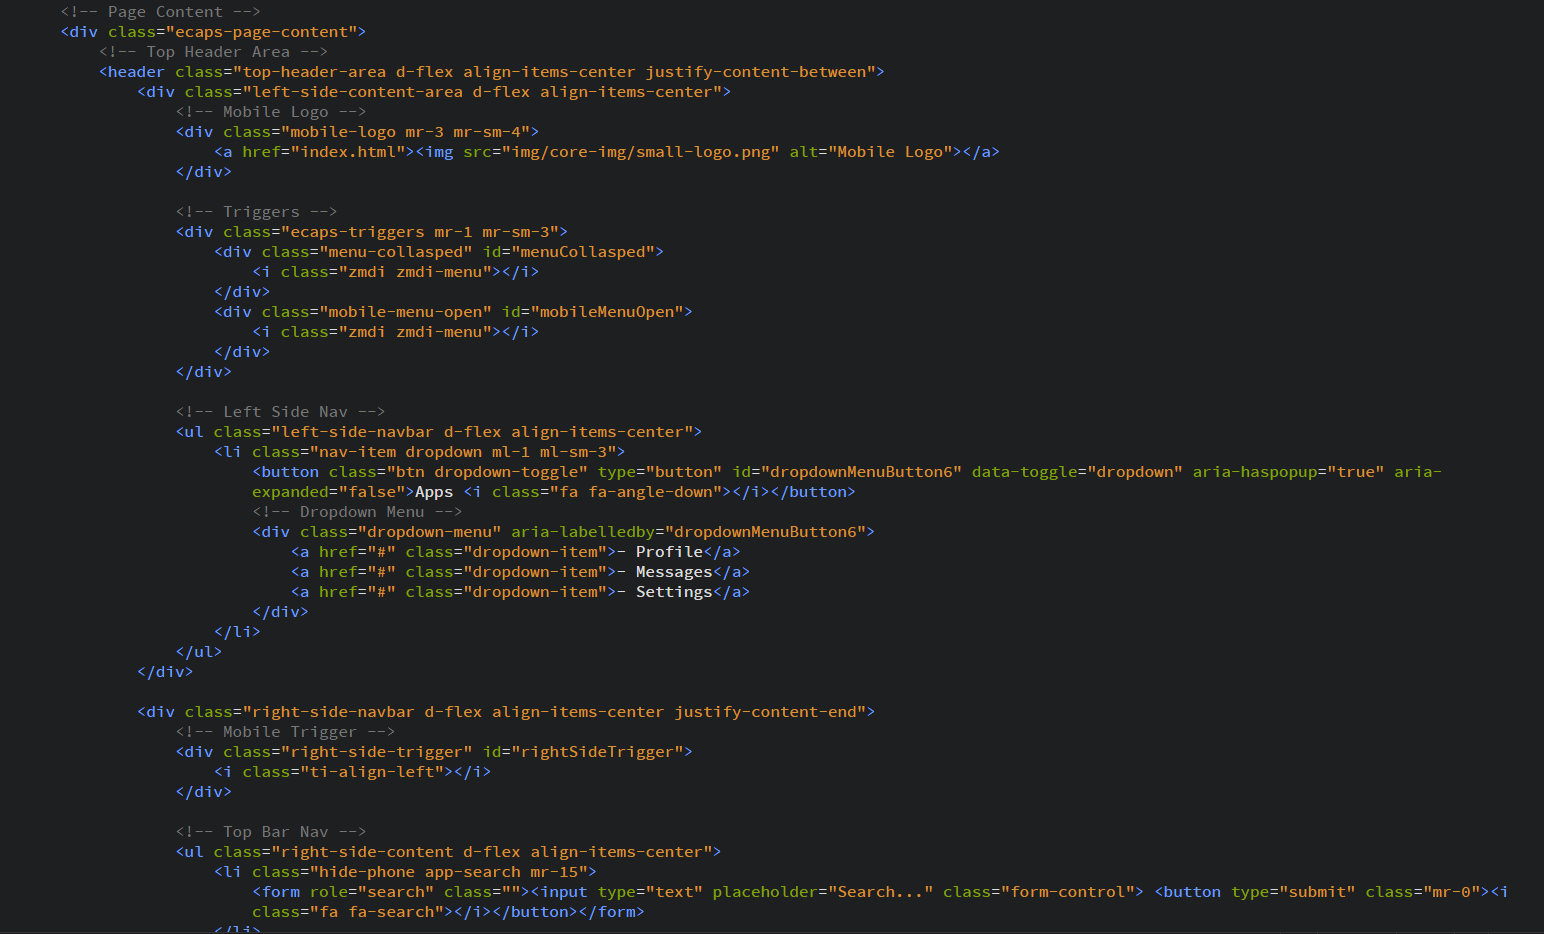 <!-- Page Content -->
<div class="ecaps-page-content">
<!-- Top Header Area -->
<header class="top-header-area d-flex align-items-center justify-content-between">
<div class="left-side-content-area d-flex align-items-center">
<!-- Mobile Logo -->
<div class="mobile-logo mr-3 mr-sm-4">
<a href="index.html"><img src="img/core-img/small-logo.png" alt="Mobile Logo"></a>
</div>
<!-- Triggers -->
<div class="ecaps-triggers mr-1 mr-sm-3">
<div class="menu-collasped" id="menuCollasped">
<i class="zmdi zmdi-menu"></i>
</div>
<div class="mobile-menu-open" id="mobileMenuOpen">
<i class="zmdi zmdi-menu"></i>
</div>
</div>
<!-- Left Side Nav -->
<ul class="left-side-navbar d-flex align-items-center">
<li class="nav-item dropdown ml-1 ml-sm-3">
<button class="btn dropdown-toggle" type="button" id="dropdownMenuButton6" data-toggle="dropdown" aria-haspopup="true" aria-
expanded="false">Apps <i class="fa fa-angle-down"></i></button>
<!-- Dropdown Menu -->
<div class="dropdown-menu" aria-labelledby="dropdownMenuButton6">
<a href="#" class="dropdown-item">- Profile</a>
<a href="#" class="dropdown-item">- Messages</a>
<a href="#" class="dropdown-item">- Settings</a>
</div>
</li>
</ul>
</div>
<div class="right-side-navbar d-flex align-items-center justify-content-end">
<!-- Mobile Trigger -->
<div class="right-side-trigger" id="rightSideTrigger">
<i class="ti-align-left"></i>
</div>
<!-- Top Bar Nav -->
<ul class="right-side-content d-flex align-items-center">
<li class="hide-phone app-search mr-15">
<form role="search" class=""><input type="text" placeholder="Search..." class="form-control"> <button type="submit" class="mr-0"><i
class="fa fa-search"></i></button></form>
</li>